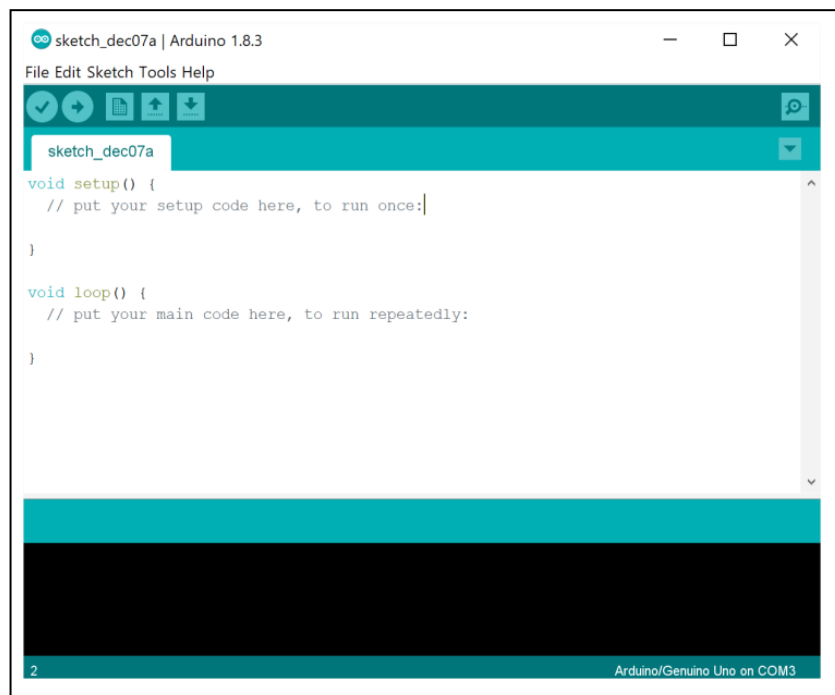 sketch_dec07a | Arduino 1.8.3
File Edit Sketch Tools Help
sketch_dec07a
void setup() {
  // put your setup code here, to run once:

}

void loop() {
  // put your main code here, to run repeatedly:

}
2
Arduino/Genuino Uno on COM3